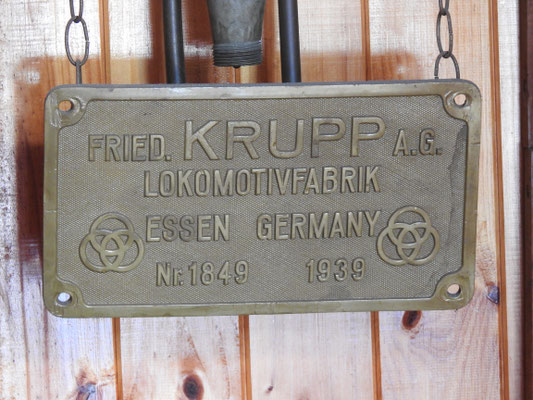 FRIED. KRUPP A.G.
LOKOMOTIVFABRIK
ESSEN GERMANY
Nr. 1849 1939